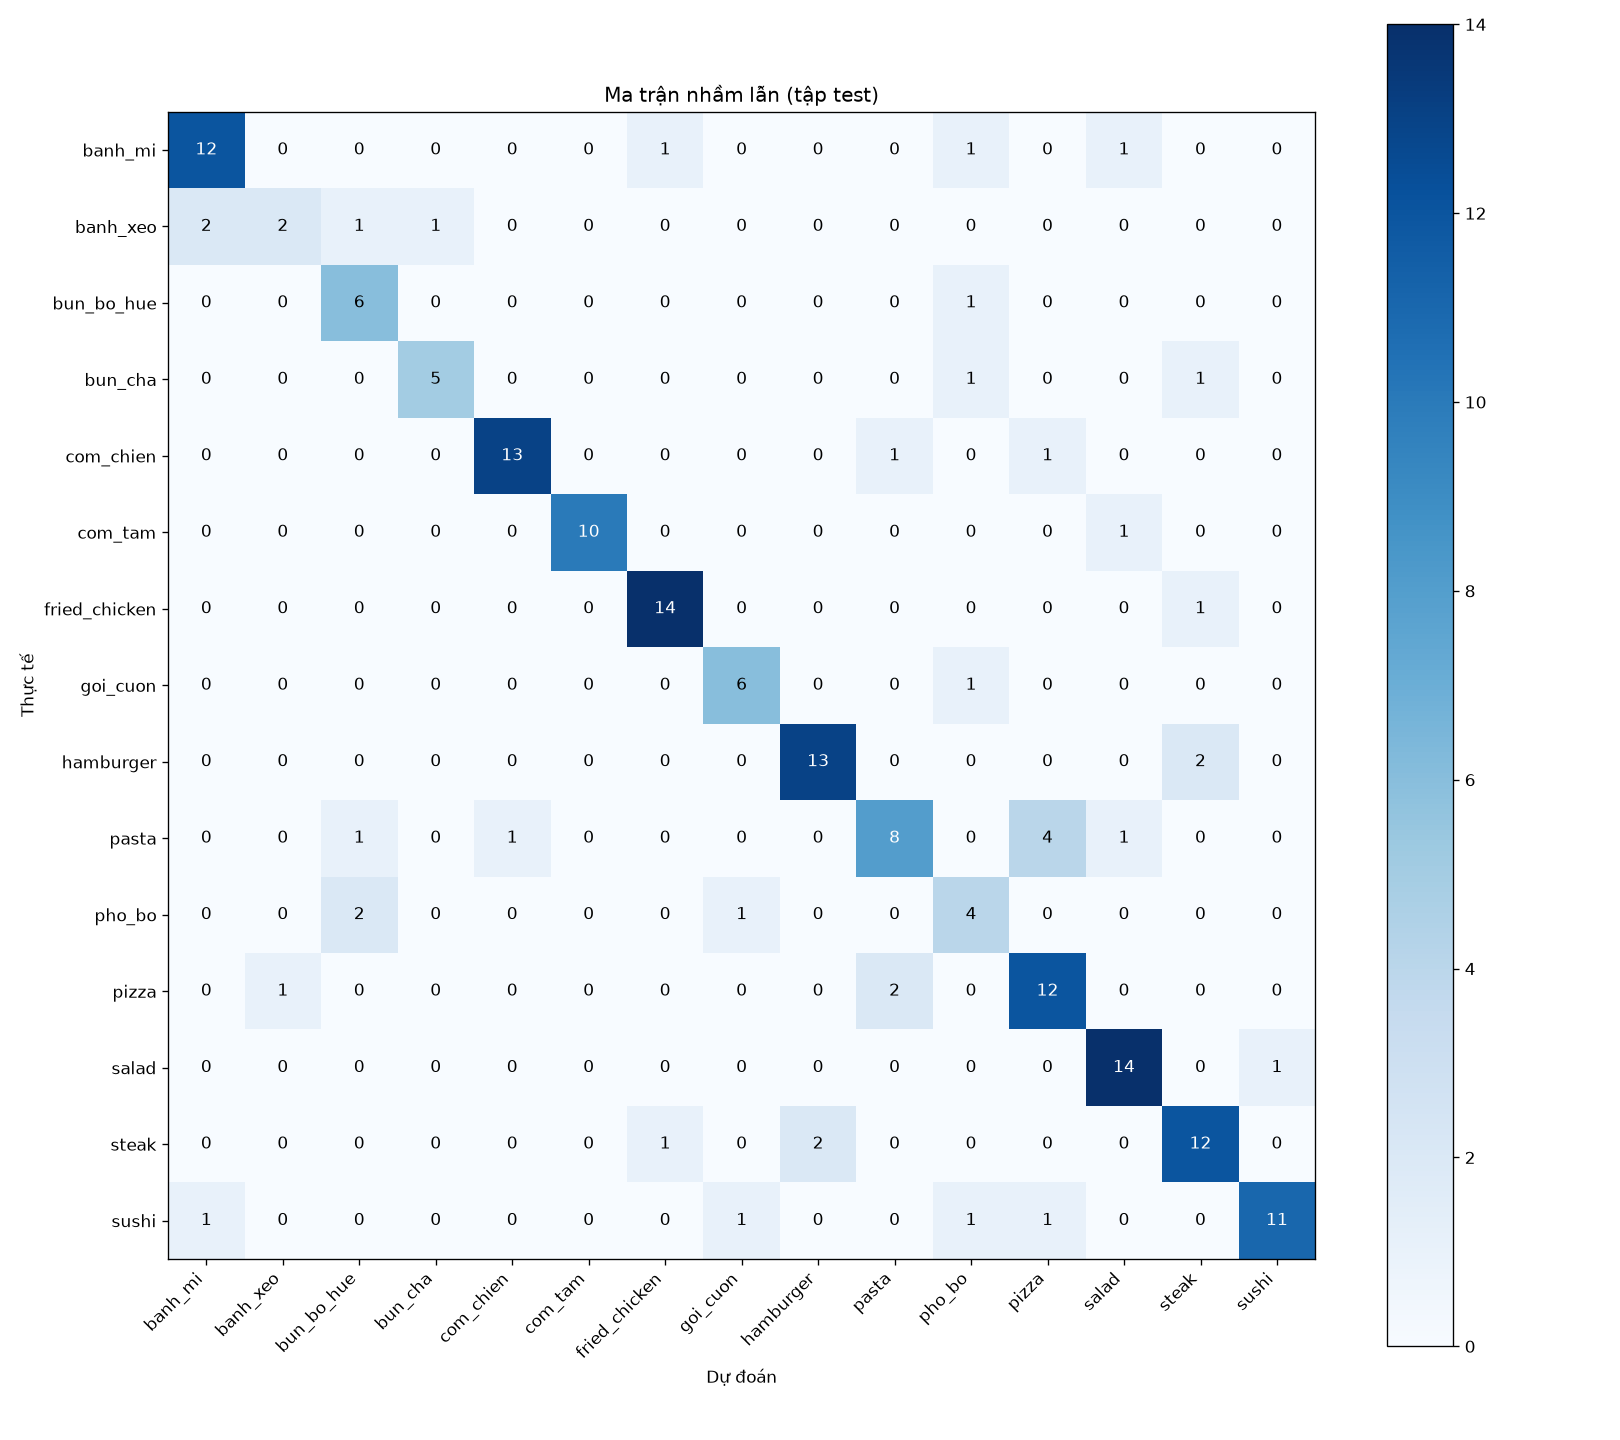 Ma trận nhầm lẫn (tập test)
banh_mi 12 0 0 0 0 0 1 0 0 0 1 0 1 0 0
banh_xeo 2 2 1 1 0 0 0 0 0 0 0 0 0 0 0
bun_bo_hue 0 0 6 0 0 0 0 0 0 0 1 0 0 0 0
bun_cha 0 0 0 5 0 0 0 0 0 0 1 0 0 1 0
com_chien 0 0 0 0 13 0 0 0 0 1 0 1 0 0 0
com_tam 0 0 0 0 0 10 0 0 0 0 0 0 1 0 0
fried_chicken 0 0 0 0 0 0 14 0 0 0 0 0 0 1 0
goi_cuon 0 0 0 0 0 0 0 6 0 0 1 0 0 0 0
hamburger 0 0 0 0 0 0 0 0 13 0 0 0 0 2 0
pasta 0 0 1 0 1 0 0 0 0 8 0 4 1 0 0
pho_bo 0 0 2 0 0 0 0 1 0 0 4 0 0 0 0
pizza 0 1 0 0 0 0 0 0 0 2 0 12 0 0 0
salad 0 0 0 0 0 0 0 0 0 0 0 0 14 0 1
steak 0 0 0 0 0 0 1 0 2 0 0 0 0 12 0
sushi 1 0 0 0 0 0 0 1 0 0 1 1 0 0 11
banh_mi banh_xeo bun_bo_hue bun_cha com_chien com_tam fried_chicken goi_cuon hamburger pasta pho_bo pizza salad steak sushi
Dự đoán
Thực tế
14
12
10
8
6
4
2
0